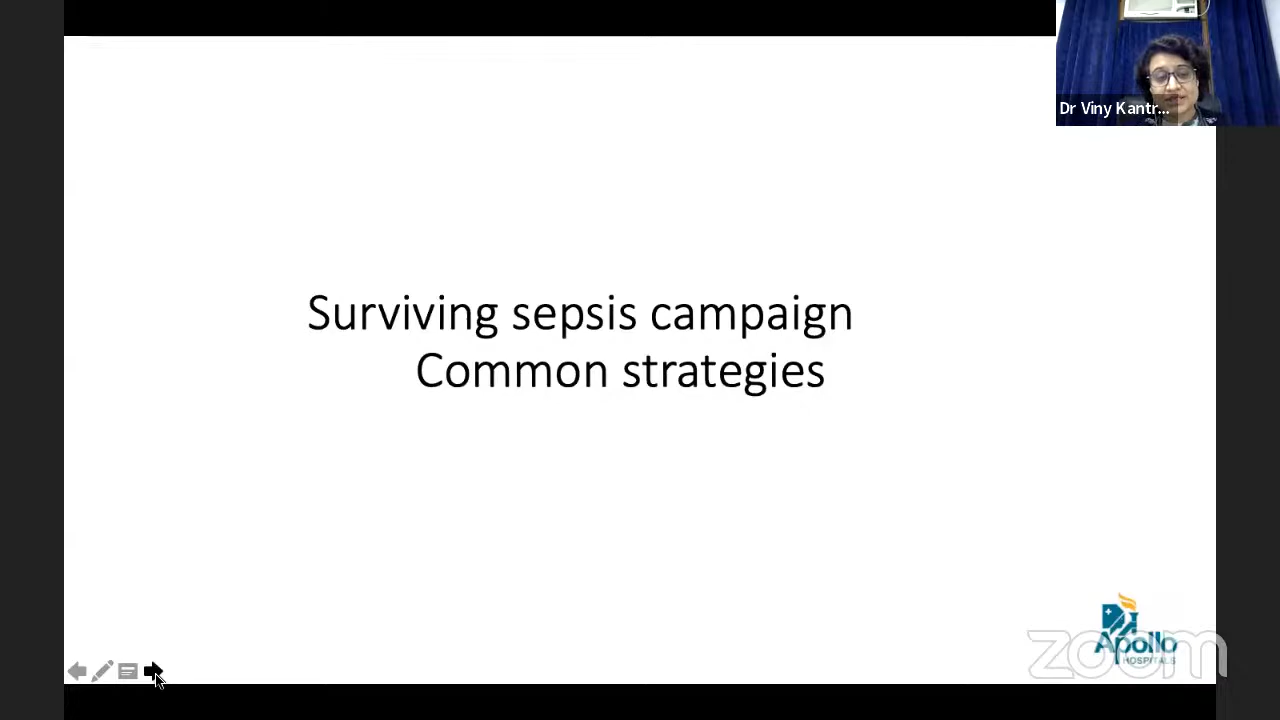 Dr Viny Kantr...
Surviving sepsis campaign
Common strategies
Apollo
HOSPITALS
zoom